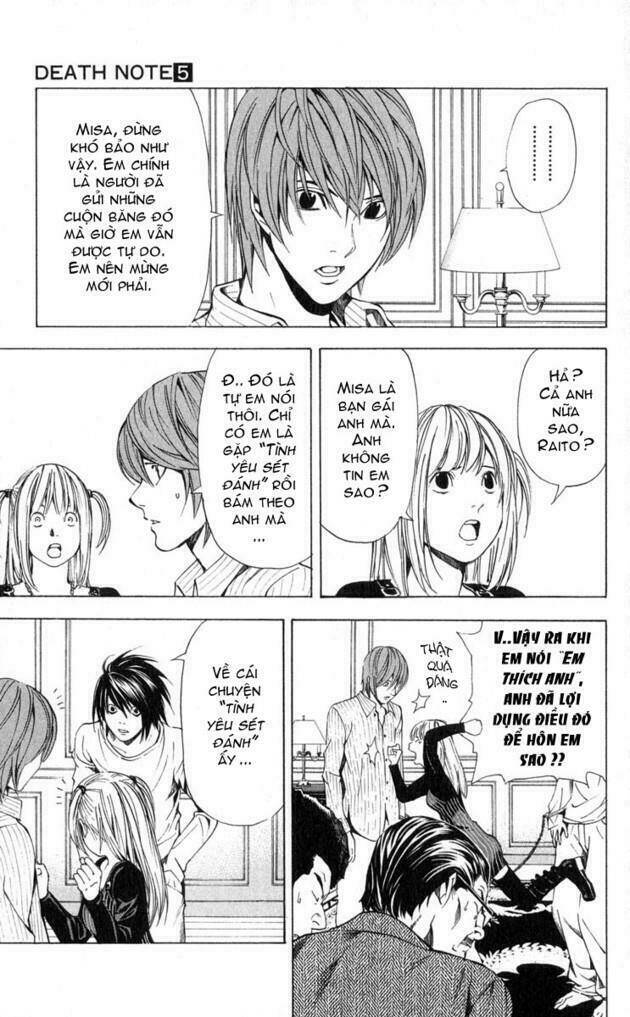 DEATH NOTE 5
..........
MISA, ĐỪNG
KHÓ BẢO NHƯ
VẬY. EM CHÍNH
LÀ NGƯỜI ĐÃ
GỬI NHỮNG
CUỘN BĂNG ĐÓ
MÀ GIỜ EM VẪN
ĐƯỢC TỰ DO.
EM NÊN MỪNG
MỚI PHẢI.
HẢ?
CẢ ANH
NỮA
SAO,
RAITO?
MISA LÀ
BẠN GÁI
ANH MÀ.
ANH
KHÔNG
TIN EM
SAO?
Đ.. ĐÓ LÀ
TỰ EM NÓI
THÔI. CHỈ
CÓ EM LÀ
GẶP "TÌNH
YÊU SÉT
ĐÁNH" RỒI
BÁM THEO
ANH MÀ
...
V..VẬY RA KHI
EM NÓI "EM
THÍCH ANH",
ANH ĐÃ LỢI
DỤNG ĐIỀU ĐÓ
ĐỂ HÔN EM
SAO ??
THẬT
QUÁ
ĐÁNG
..
VỀ CÁI
CHUYỆN
"TÌNH
YÊU SÉT
ĐÁNH"
ẤY ...